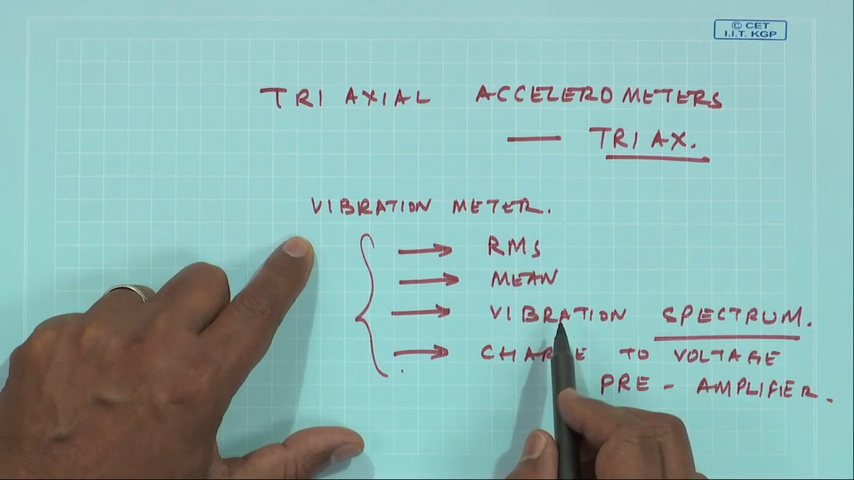 © CET
I.I.T. KGP
TRI AXIAL ACCELEROMETERS
— TRIAX.
VIBRATION METER.
→ RMS
→ MEAN
→ VIBRATION SPECTRUM.
→ CHARGE TO VOLTAGE
PRE - AMPLIFIER.